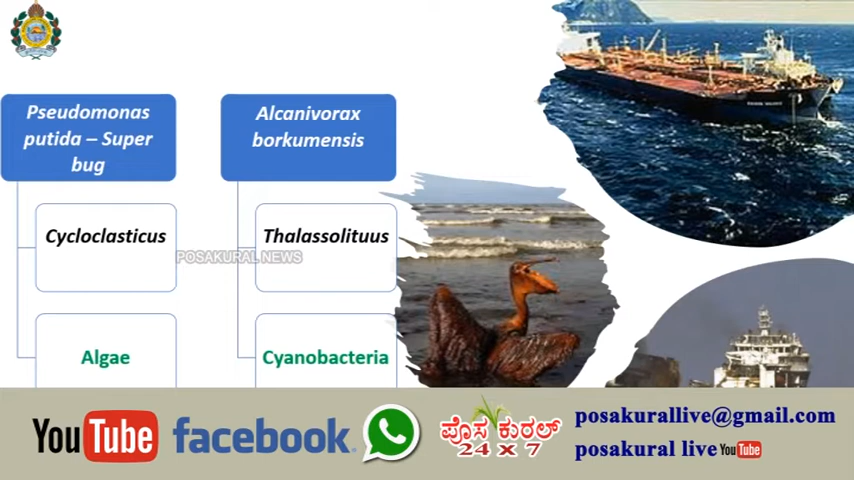 Pseudomonas
putida – Super
bug
Alcanivorax
borkumensis
Cycloclasticus
Thalassolituus
POSAKURAL NEWS
Algae
Cyanobacteria
YouTube
facebook
ಪೊಸ ಕುರಲ್
24 x 7
posakurallive@gmail.com
posakural live YouTube